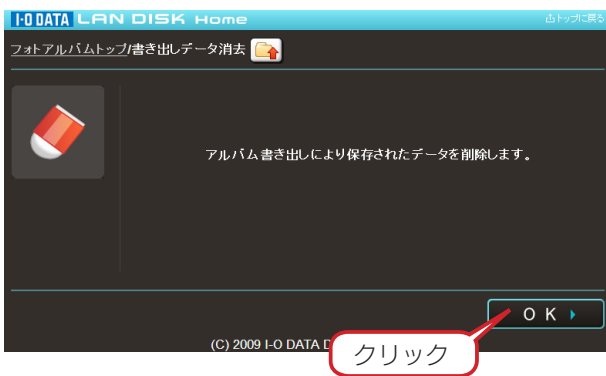 I-O DATA LAN DISK Home
トップに戻る
フォトアルバムトップ/書き出しデータ消去
アルバム書き出しにより保存されたデータを削除します。
OK
(C) 2009 I-O DATA D
クリック